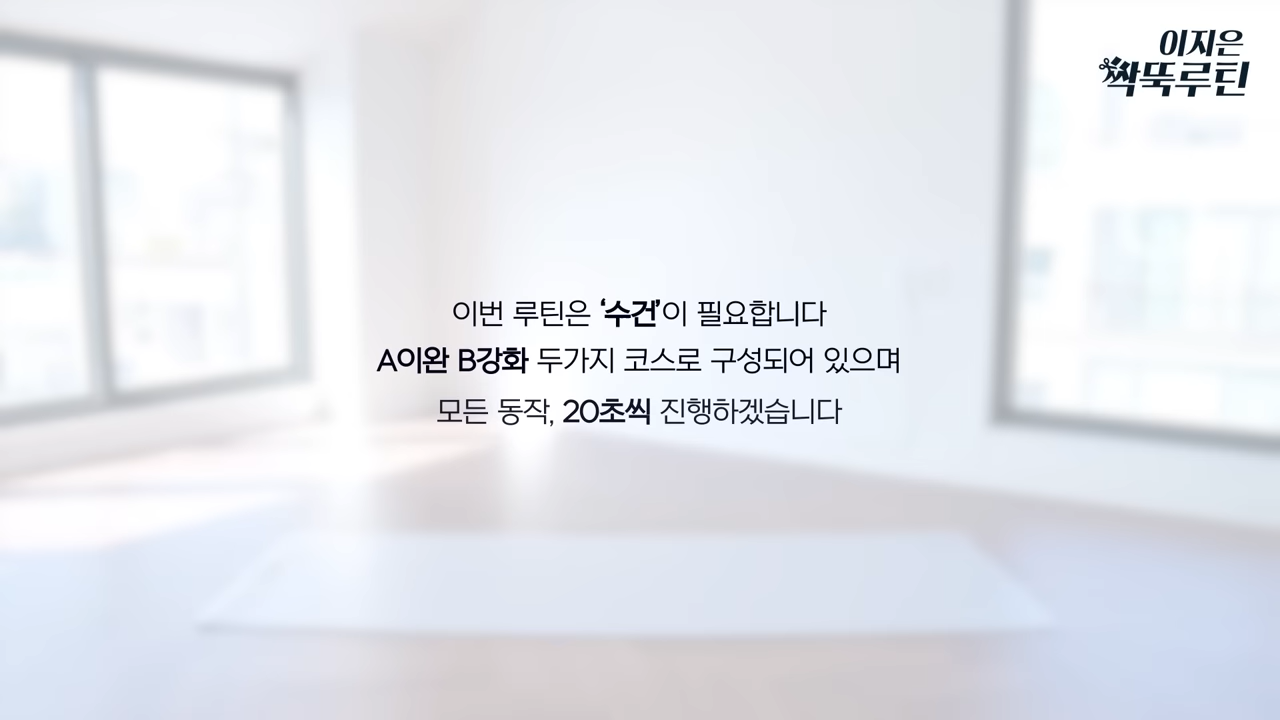 이지은
싹뚝루틴
이번 루틴은 ‘수건’이 필요합니다
A이완 B강화 두가지 코스로 구성되어 있으며
모든 동작, 20초씩 진행하겠습니다